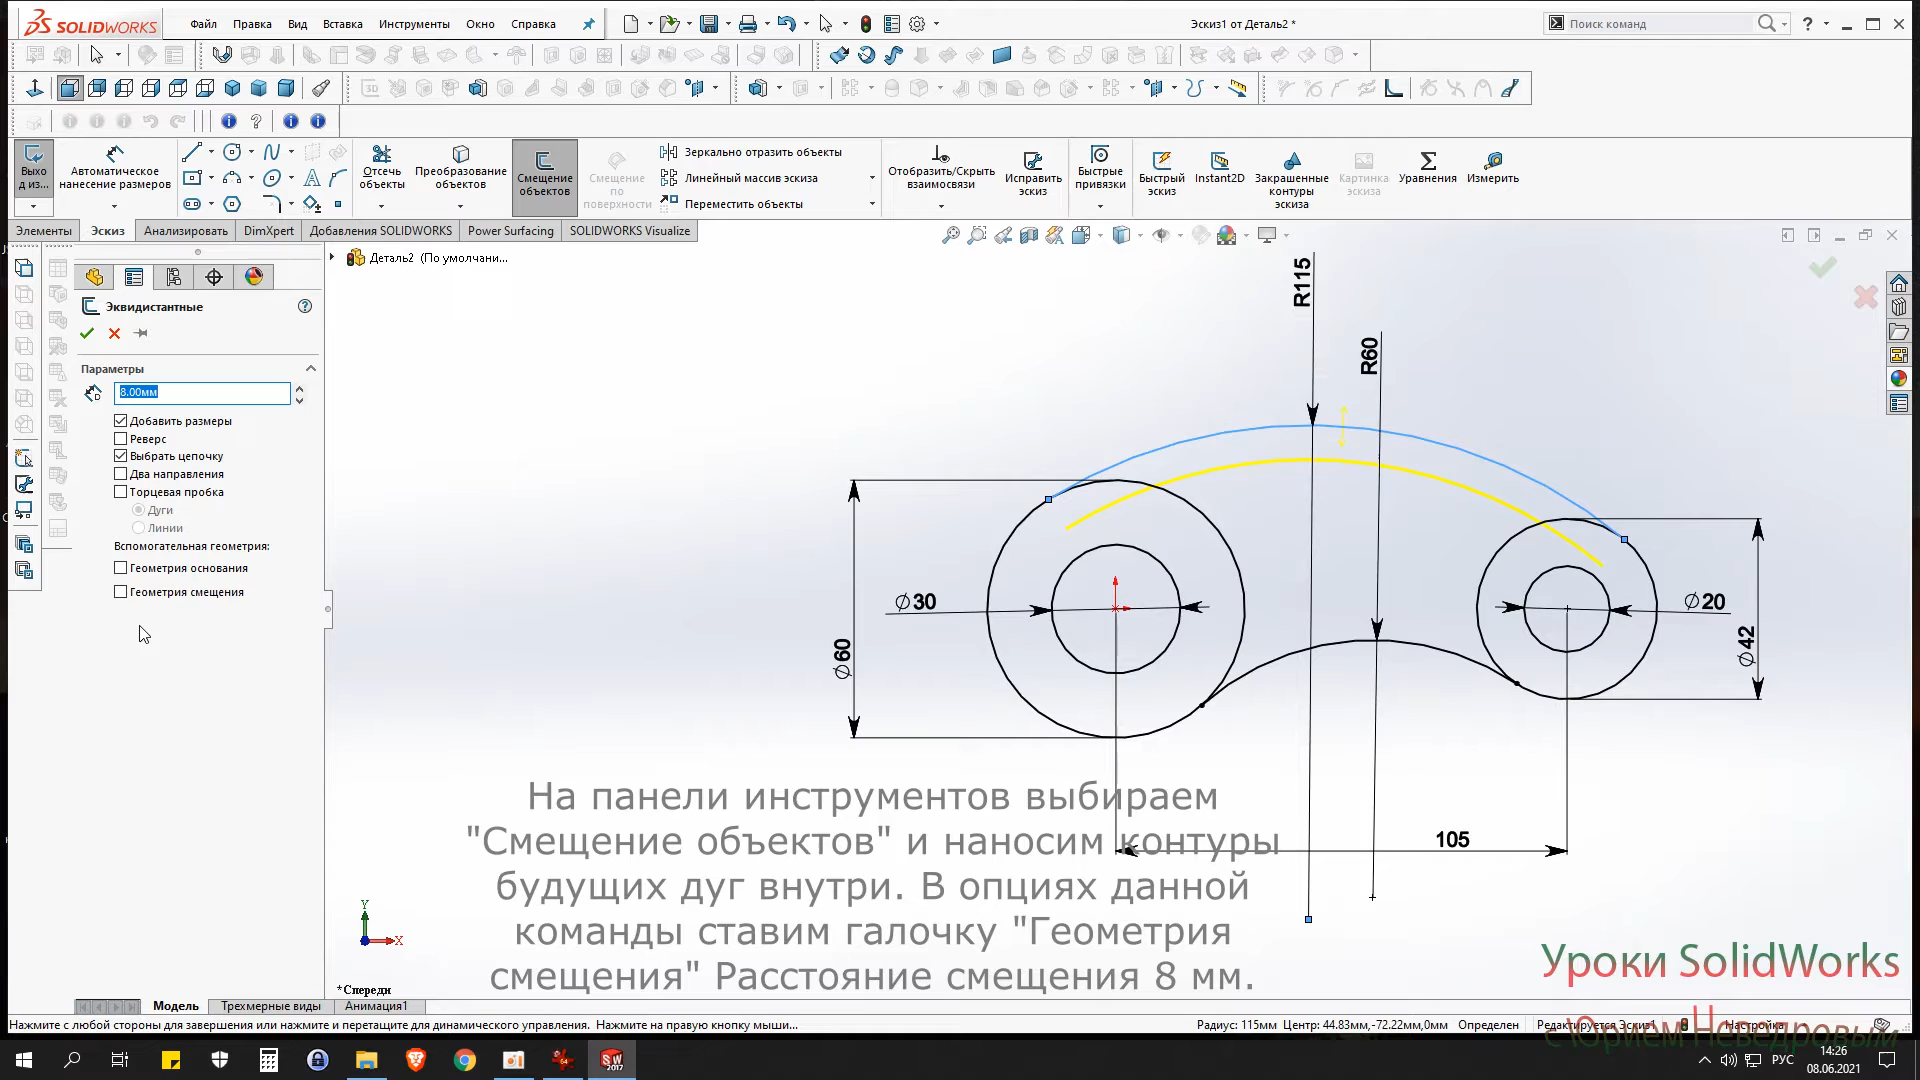 SOLIDWORKS
Файл Правка Вид Вставка Инструменты Окно Справка
Эскиз1 от Деталь2 *
Поиск команд
Выхо
д из...
Автоматическое
нанесение размеров
Отсечь
объекты
Преобразование
объектов
Смещение
объектов
Смещение
по
поверхности
Зеркально отразить объекты
Линейный массив эскиза
Переместить объекты
Отобразить/Скрыть
взаимосвязи
Исправить
эскиз
Быстрые
привязки
Быстрый
эскиз
Instant2D
Закрашенные
контуры
эскиза
Картинка
эскиза
Уравнения
Измерить
Элементы Эскиз Анализировать DimXpert Добавления SOLIDWORKS Power Surfacing SOLIDWORKS Visualize
Деталь2 (По умолчани...
Эквидистантные
Параметры
8.00мм
Добавить размеры
Реверс
Выбрать цепочку
Два направления
Торцевая пробка
Дуги
Линии
Вспомогательная геометрия:
Геометрия основания
Геометрия смещения
R115
R60
∅30
∅60
∅20
∅42
105
На панели инструментов выбираем
"Смещение объектов" и наносим контуры
будущих дуг внутри. В опциях данной
команды ставим галочку "Геометрия
смещения" Расстояние смещения 8 мм.
Y
X
*Спереди
Уроки SolidWorks
с Юрием Неведровым
Модель Трехмерные виды Анимация1
Нажмите с любой стороны для завершения или нажмите и перетащите для динамического управления. Нажмите на правую кнопку мыши...
Радиус: 115мм Центр: 44.83мм,-72.22мм,0мм Определен Редактируется Эскиз1 Настройка
РУС
14:26
08.06.2021